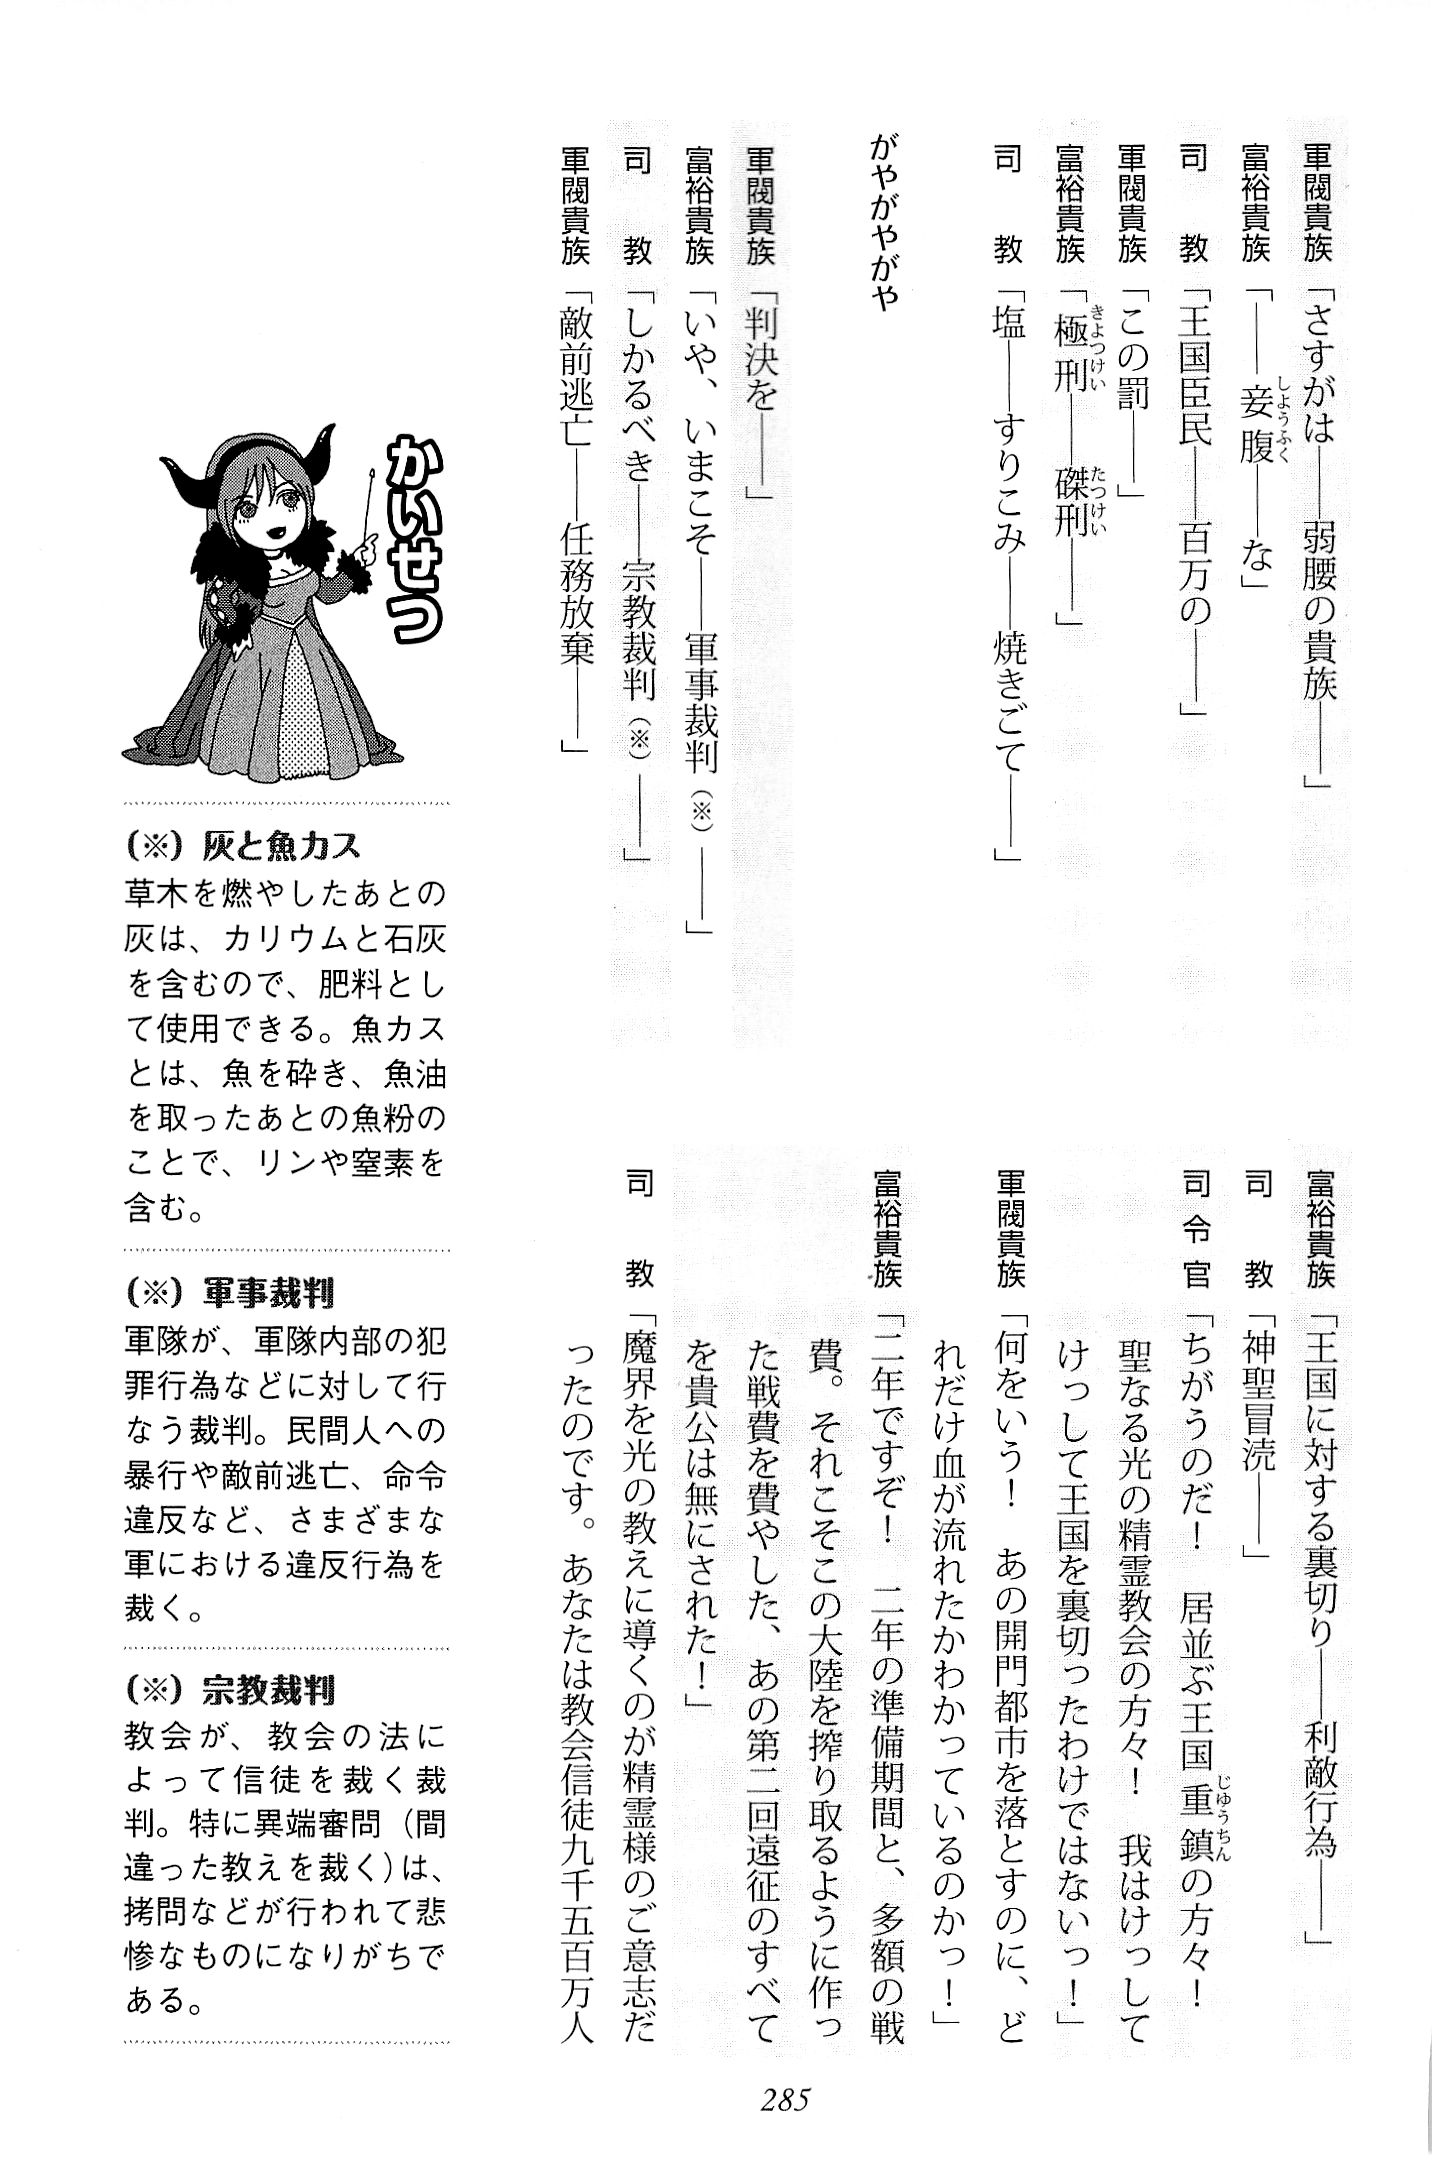 軍閥貴族「さすがは――弱腰の貴族――」
富裕貴族「――妾腹――な」
司　教「王国臣民――百万の――」
軍閥貴族「この罰――」
富裕貴族「極刑――磔刑――」
司　教「塩――すりこみ――焼きごて――」
がやがやがや
軍閥貴族「判決を――」
富裕貴族「いや、いまこそ――軍事裁判（※）――」
司　教「しかるべき――宗教裁判（※）――」
軍閥貴族「敵前逃亡――任務放棄――」
富裕貴族「王国に対する裏切り――利敵行為――」
司　教「神聖冒涜――」
司令官「ちがうのだ！　居並ぶ王国重鎮の方々！
聖なる光の精霊教会の方々！　我はけっして
けっして王国を裏切ったわけではないっ！」
軍閥貴族「何をいう！　あの開門都市を落とすのに、ど
れだけ血が流れたかわかっているのかっ！」
富裕貴族「二年ですぞ！　二年の準備期間と、多額の戦
費。それこそこの大陸を搾り取るように作っ
た戦費を費やした、あの第二回遠征のすべて
を貴公は無にされた！」
司　教「魔界を光の教えに導くのが精霊様のご意志だ
ったのです。あなたは教会信徒九千五百万人
かいせつ
（※）灰と魚カス
草木を燃やしたあとの
灰は、カリウムと石灰
を含むので、肥料とし
て使用できる。魚カス
とは、魚を砕き、魚油
を取ったあとの魚粉の
ことで、リンや窒素を
含む。
（※）軍事裁判
軍隊が、軍隊内部の犯
罪行為などに対して行
なう裁判。民間人への
暴行や敵前逃亡、命令
違反など、さまざまな
軍における違反行為を
裁く。
（※）宗教裁判
教会が、教会の法に
よって信徒を裁く裁
判。特に異端審問（間
違った教えを裁く）は、
拷問などが行われて悲
惨なものになりがちで
ある。
285